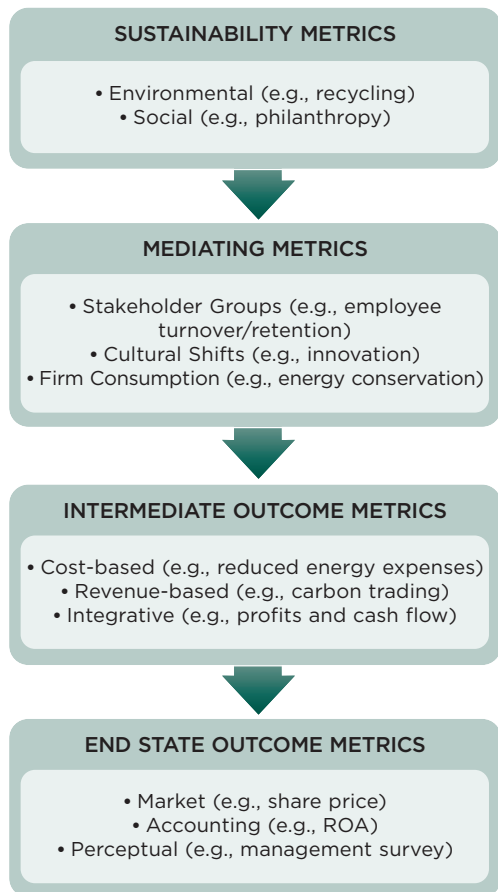 SUSTAINABILITY METRICS
• Environmental (e.g., recycling)
• Social (e.g., philanthropy)
MEDIATING METRICS
• Stakeholder Groups (e.g., employee
turnover/retention)
• Cultural Shifts (e.g., innovation)
• Firm Consumption (e.g., energy conservation)
INTERMEDIATE OUTCOME METRICS
• Cost-based (e.g., reduced energy expenses)
• Revenue-based (e.g., carbon trading)
• Integrative (e.g., profits and cash flow)
END STATE OUTCOME METRICS
• Market (e.g., share price)
• Accounting (e.g., ROA)
• Perceptual (e.g., management survey)